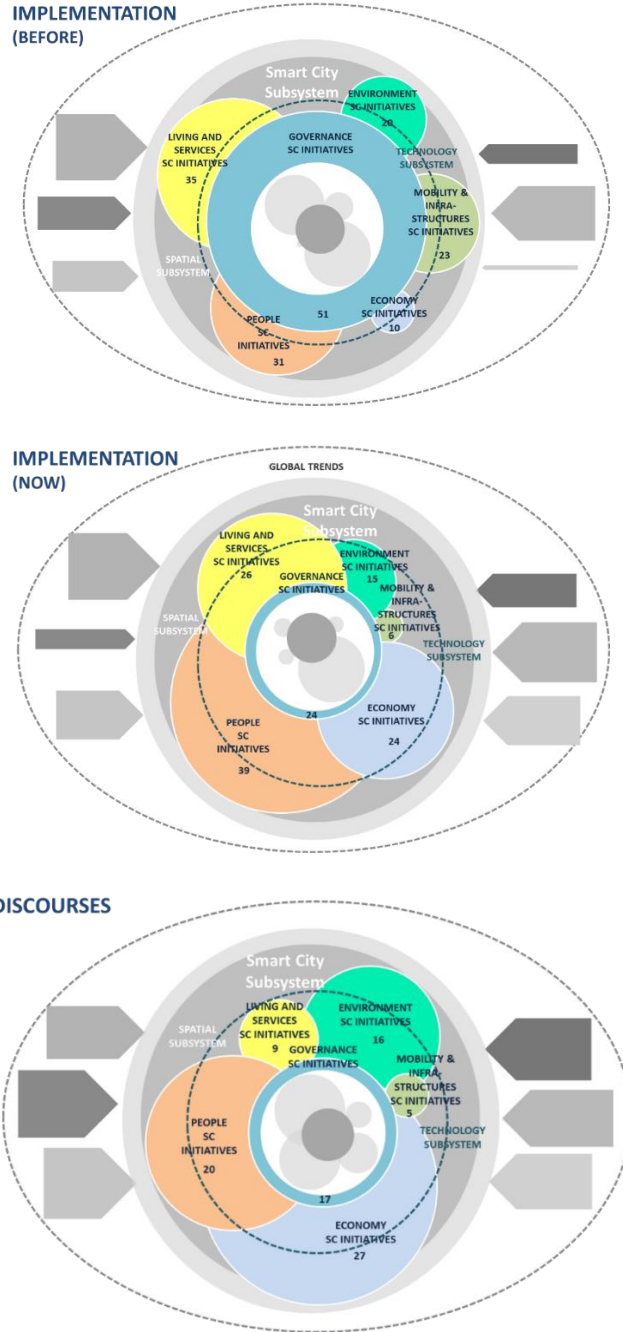 IMPLEMENTATION
(BEFORE)
Smart City
Subsystem
ENVIRONMENT
SC INITIATIVES
20
LIVING AND
SERVICES
SC INITIATIVES
35
GOVERNANCE
SC INITIATIVES
TECHNOLOGY
SUBSYSTEM
MOBILITY &
INFRA-
STRUCTURES
SC INITIATIVES
23
SPATIAL
SUBSYSTEM
ECONOMY
SC INITIATIVES
10
51
PEOPLE
SC
INITIATIVES
31
IMPLEMENTATION
(NOW)
GLOBAL TRENDS
Smart City
Subsystem
LIVING AND
SERVICES
SC INITIATIVES
26
ENVIRONMENT
SC INITIATIVES
15
GOVERNANCE
SC INITIATIVES
MOBILITY &
INFRA-
STRUCTURES
SC INITIATIVES
6
SPATIAL
SUBSYSTEM
TECHNOLOGY
SUBSYSTEM
24
ECONOMY
SC INITIATIVES
24
PEOPLE
SC
INITIATIVES
39
DISCOURSES
Smart City
Subsystem
LIVING AND
SERVICES
SC INITIATIVES
9
ENVIRONMENT
SC INITIATIVES
16
SPATIAL
SUBSYSTEM
GOVERNANCE
SC INITIATIVES
MOBILITY &
INFRA-
STRUCTURES
SC INITIATIVES
5
TECHNOLOGY
SUBSYSTEM
PEOPLE
SC
INITIATIVES
20
17
ECONOMY
SC INITIATIVES
27